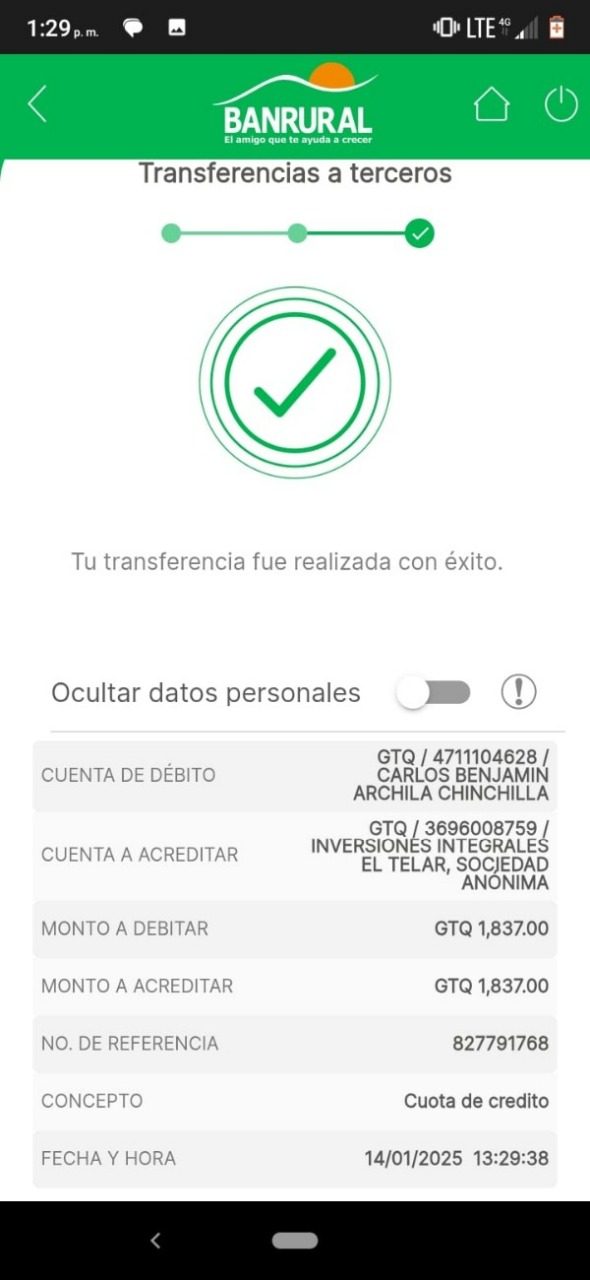 1:29 p. m.
LTE 4G
BANRURAL
El amigo que te ayuda a crecer
Transferencias a terceros
Tu transferencia fue realizada con éxito.
Ocultar datos personales
CUENTA DE DÉBITO
GTQ / 4711104628 /
CARLOS BENJAMIN
ARCHILA CHINCHILLA
CUENTA A ACREDITAR
GTQ / 3696008759 /
INVERSIONES INTEGRALES
EL TELAR, SOCIEDAD
ANÓNIMA
MONTO A DEBITAR
GTQ 1,837.00
MONTO A ACREDITAR
GTQ 1,837.00
NO. DE REFERENCIA
827791768
CONCEPTO
Cuota de credito
FECHA Y HORA
14/01/2025 13:29:38